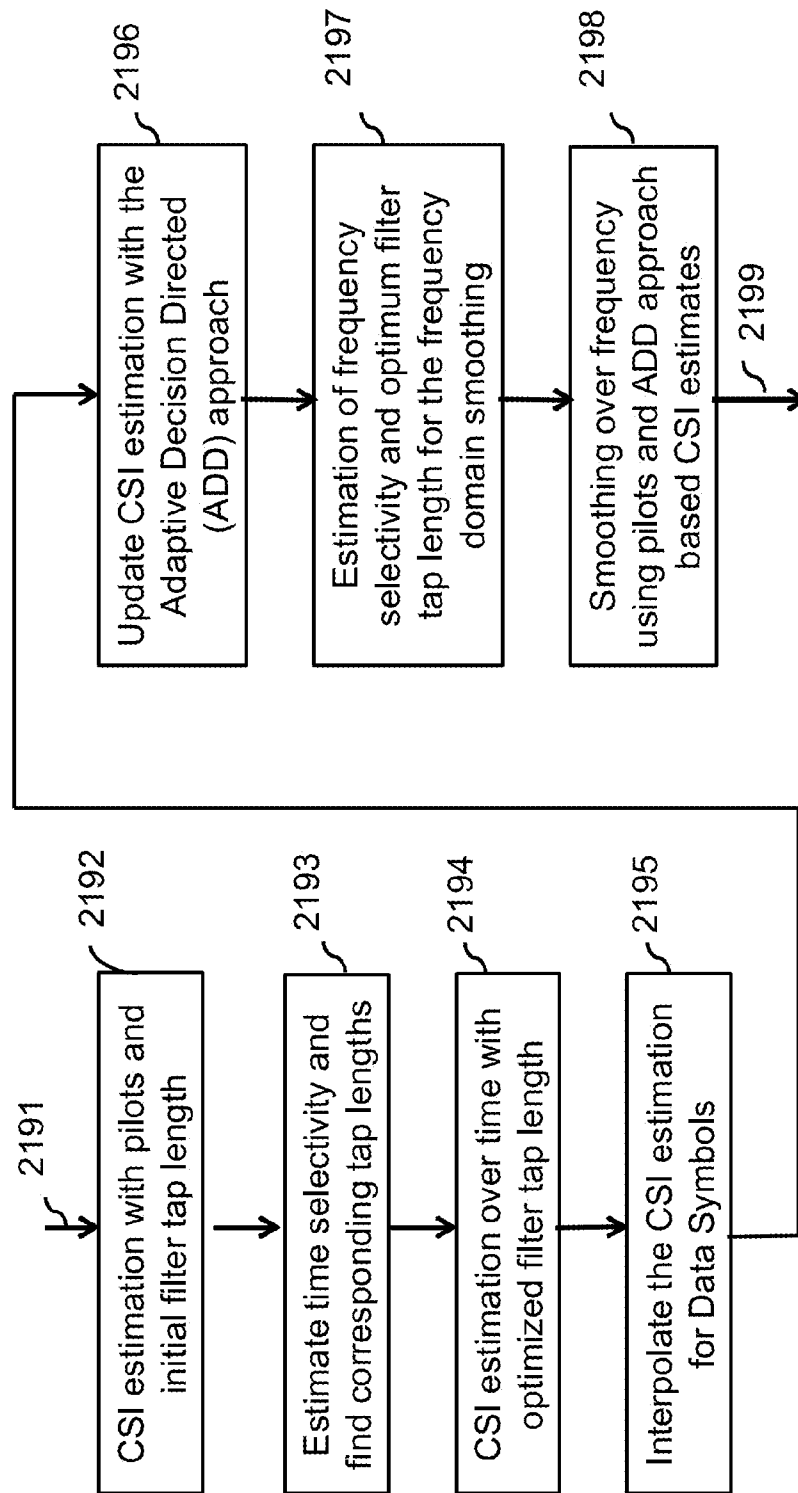 2191
2192
CSI estimation with pilots and
initial filter tap length
2193
Estimate time selectivity and
find corresponding tap lengths
2194
CSI estimation over time with
optimized filter tap length
2195
Interpolate the CSI estimation
for Data Symbols
2196
Update CSI estimation with the
Adaptive Decision Directed
(ADD) approach
2197
Estimation of frequency
selectivity and optimum filter
tap length for the frequency
domain smoothing
2198
Smoothing over frequency
using pilots and ADD approach
based CSI estimates
2199